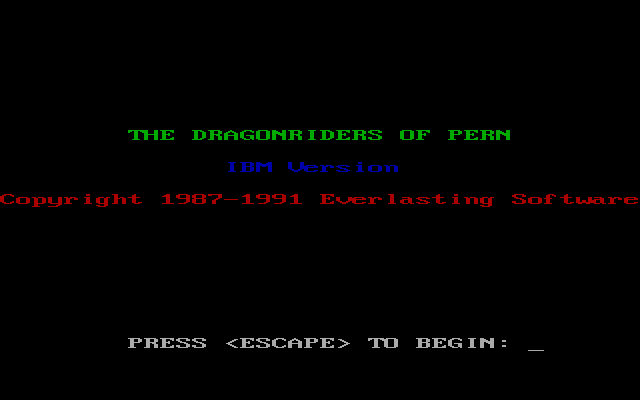 THE DRAGONRIDERS OF PERN
IBM Version
Copyright 1987-1991 Everlasting Software
PRESS <ESCAPE> TO BEGIN: _